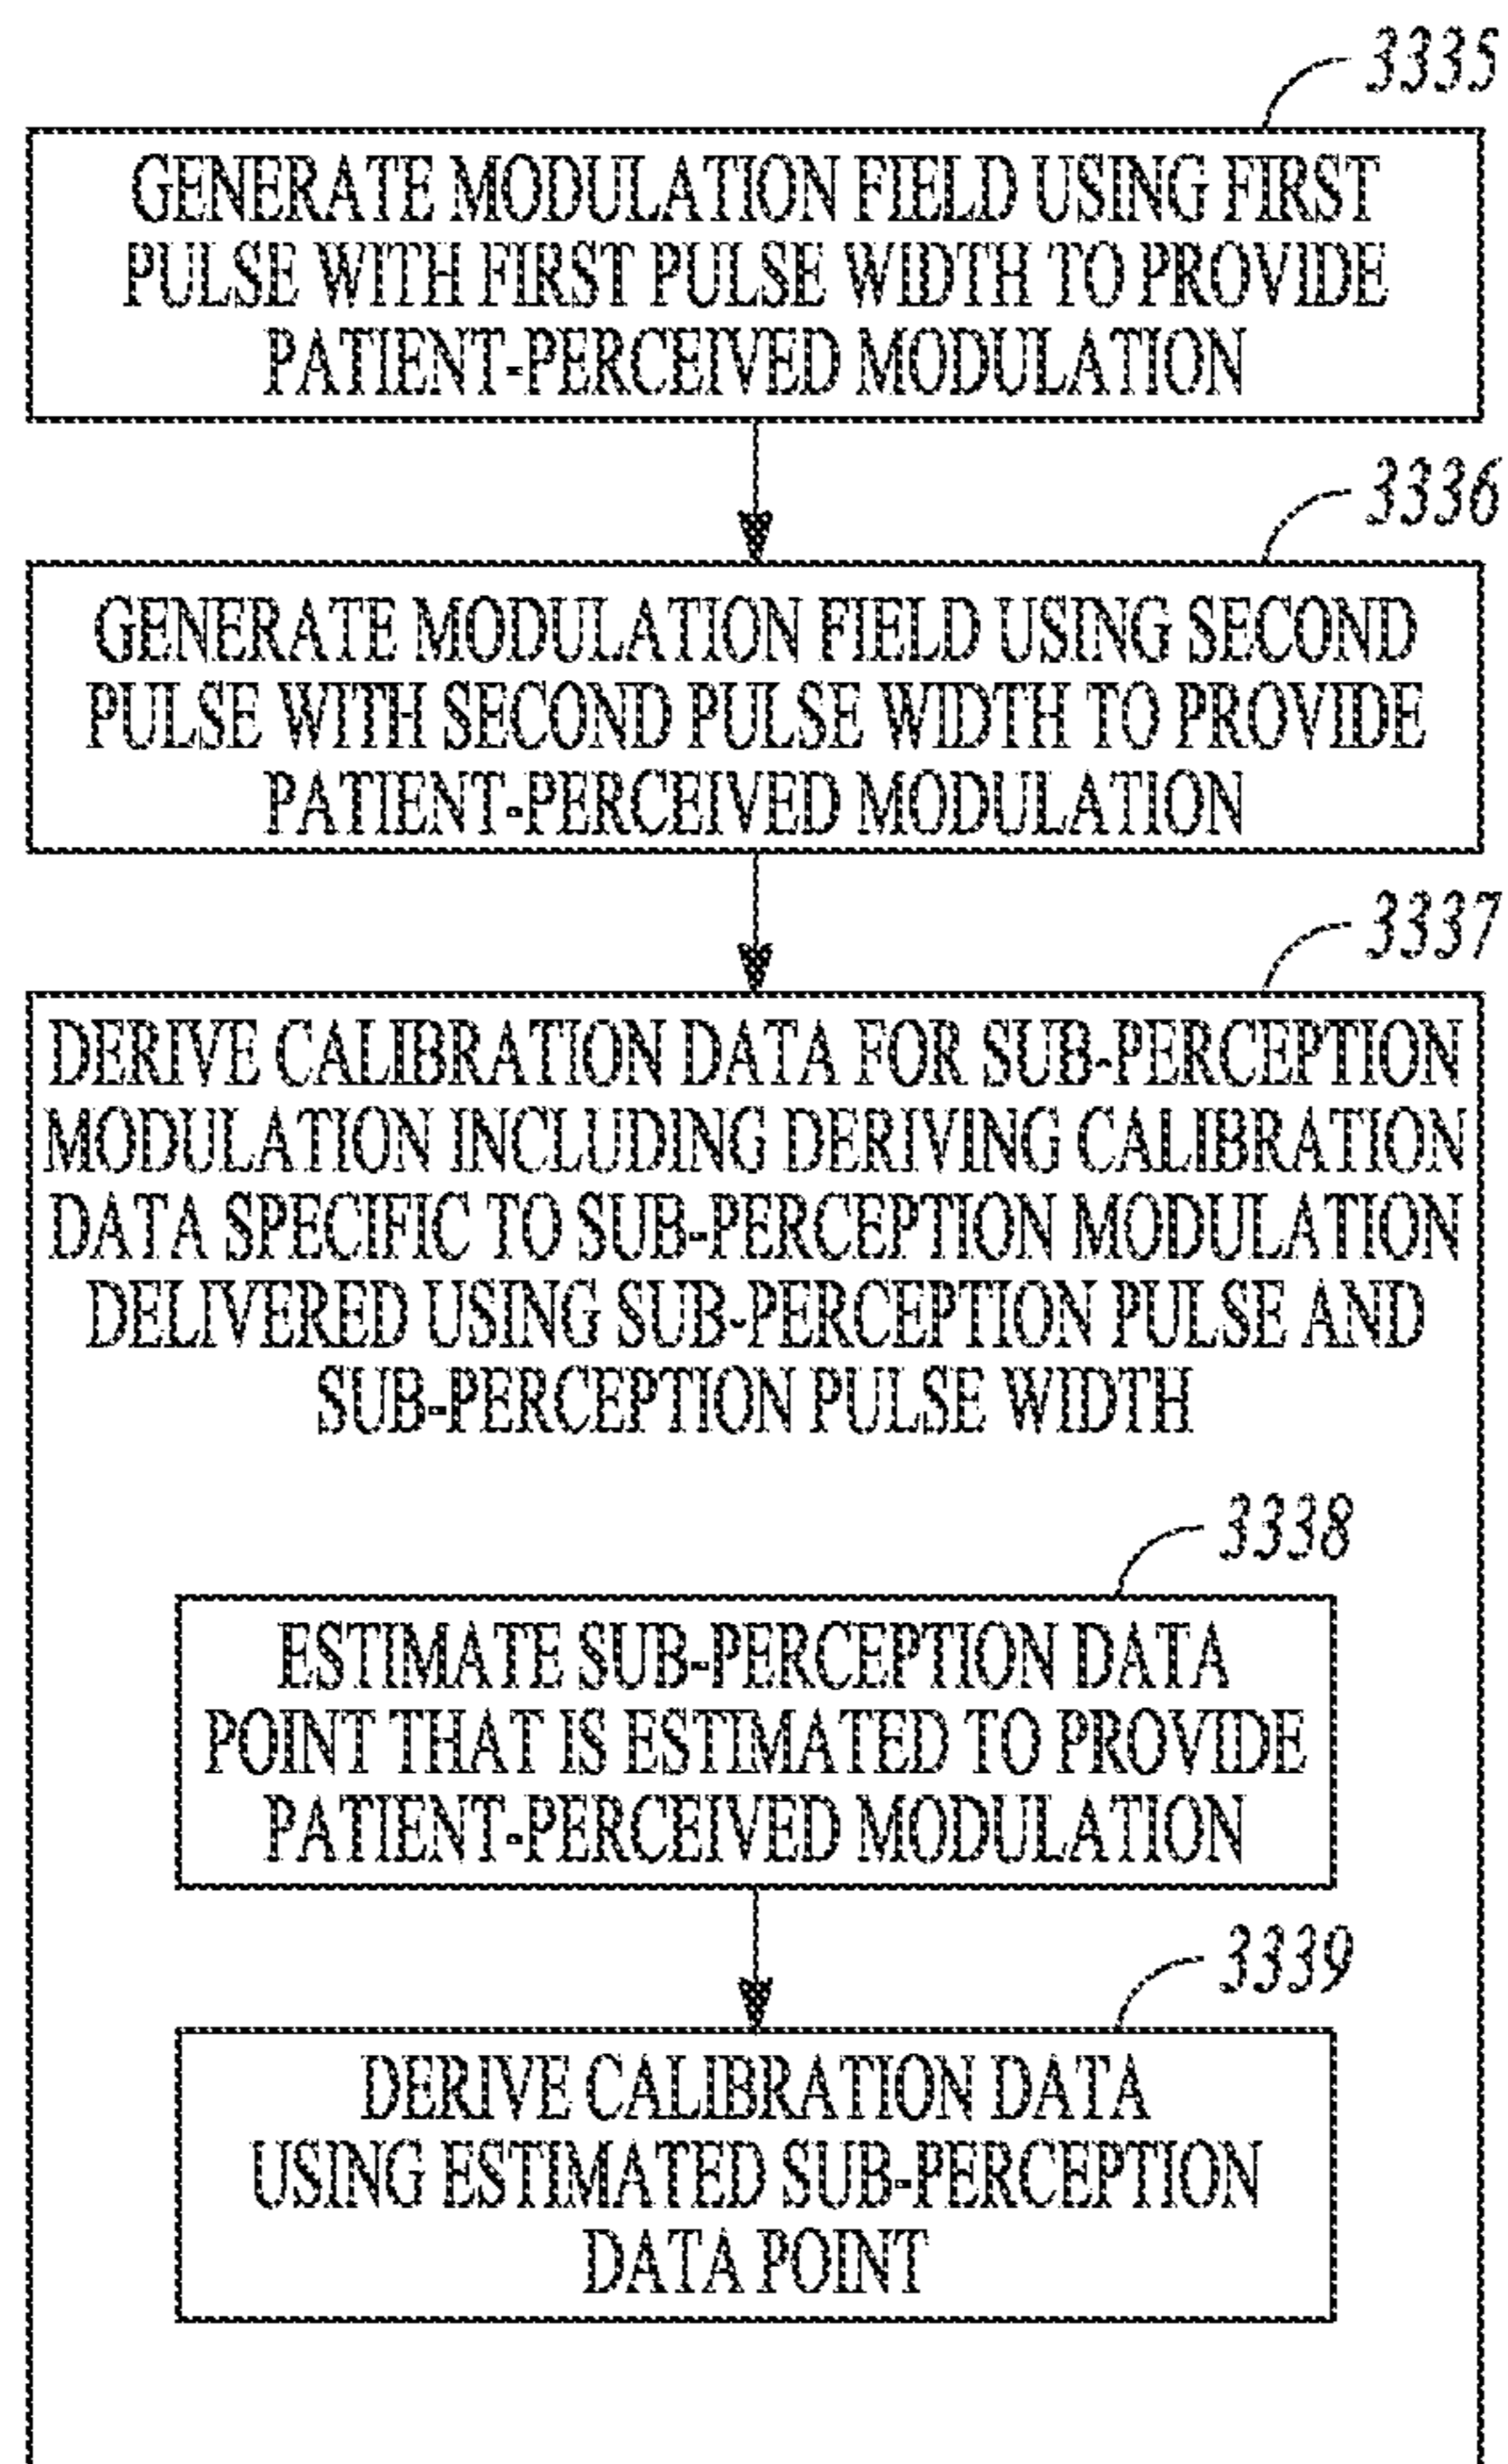 3335
GENERATE MODULATION FIELD USING FIRST
PULSE WITH FIRST PULSE WIDTH TO PROVIDE
PATIENT-PERCEIVED MODULATION
3336
GENERATE MODULATION FIELD USING SECOND
PULSE WITH SECOND PULSE WIDTH TO PROVIDE
PATIENT-PERCEIVED MODULATION
3337
DERIVE CALIBRATION DATA FOR SUB-PERCEPTION
MODULATION INCLUDING DERIVING CALIBRATION
DATA SPECIFIC TO SUB-PERCEPTION MODULATION
DELIVERED USING SUB-PERCEPTION PULSE AND
SUB-PERCEPTION PULSE WIDTH
3338
ESTIMATE SUB-PERCEPTION DATA
POINT THAT IS ESTIMATED TO PROVIDE
PATIENT-PERCEIVED MODULATION
3339
DERIVE CALIBRATION DATA
USING ESTIMATED SUB-PERCEPTION
DATA POINT